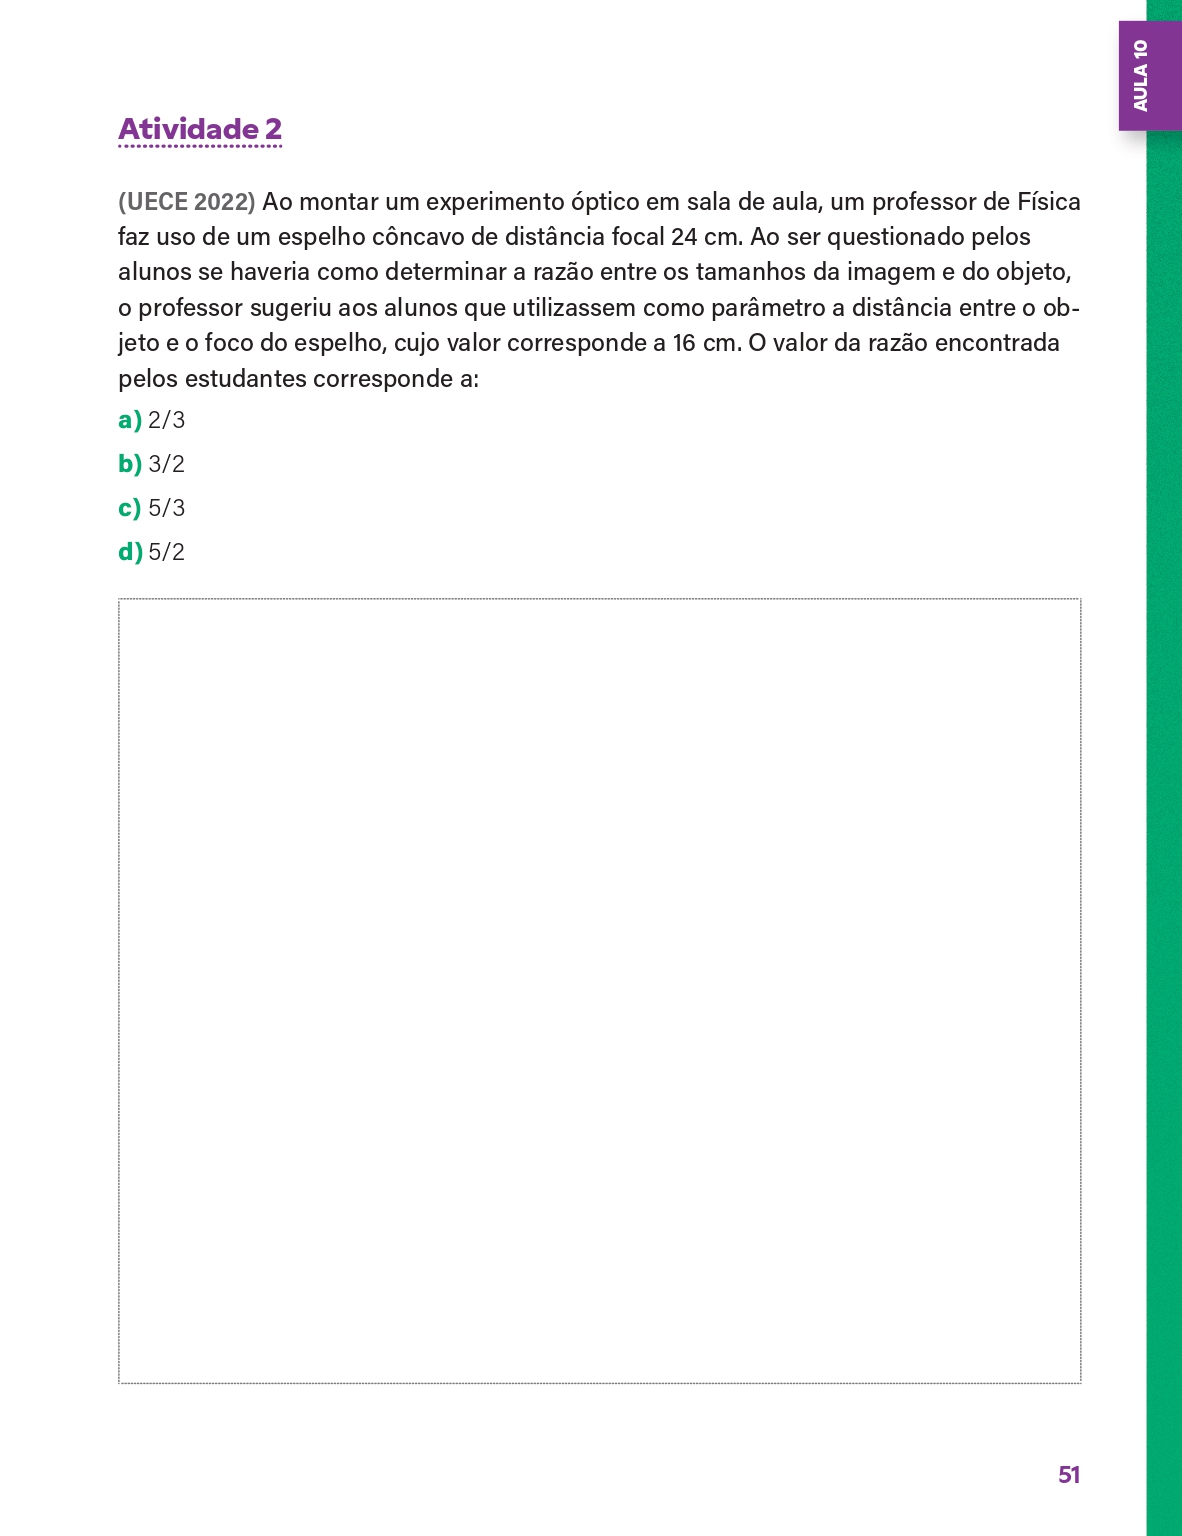 AULA 10
Atividade 2
(UECE 2022) Ao montar um experimento óptico em sala de aula, um professor de Física
faz uso de um espelho côncavo de distância focal 24 cm. Ao ser questionado pelos
alunos se haveria como determinar a razão entre os tamanhos da imagem e do objeto,
o professor sugeriu aos alunos que utilizassem como parâmetro a distância entre o ob-
jeto e o foco do espelho, cujo valor corresponde a 16 cm. O valor da razão encontrada
pelos estudantes corresponde a:
a) 2/3
b) 3/2
c) 5/3
d) 5/2
51